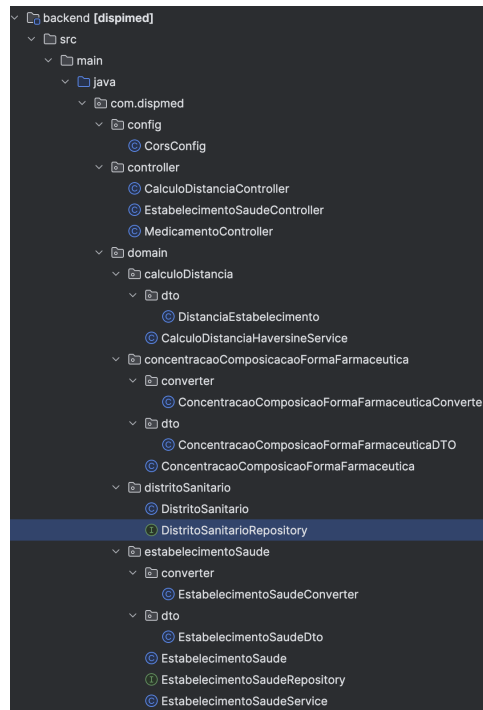 backend [dispimed]
src
main
java
com.dispmed
config
CorsConfig
controller
CalculoDistanciaController
EstabelecimentoSaudeController
MedicamentoController
domain
calculoDistancia
dto
DistanciaEstabelecimento
CalculoDistanciaHaversineService
concentracaoComposicacaoFormaFarmaceutica
converter
ConcentracaoComposicaoFormaFarmaceuticaConverte
dto
ConcentracaoComposicaoFormaFarmaceuticaDTO
ConcentracaoComposicaoFormaFarmaceutica
distritoSanitario
DistritoSanitario
DistritoSanitarioRepository
estabelecimentoSaude
converter
EstabelecimentoSaudeConverter
dto
EstabelecimentoSaudeDto
EstabelecimentoSaude
EstabelecimentoSaudeRepository
EstabelecimentoSaudeService